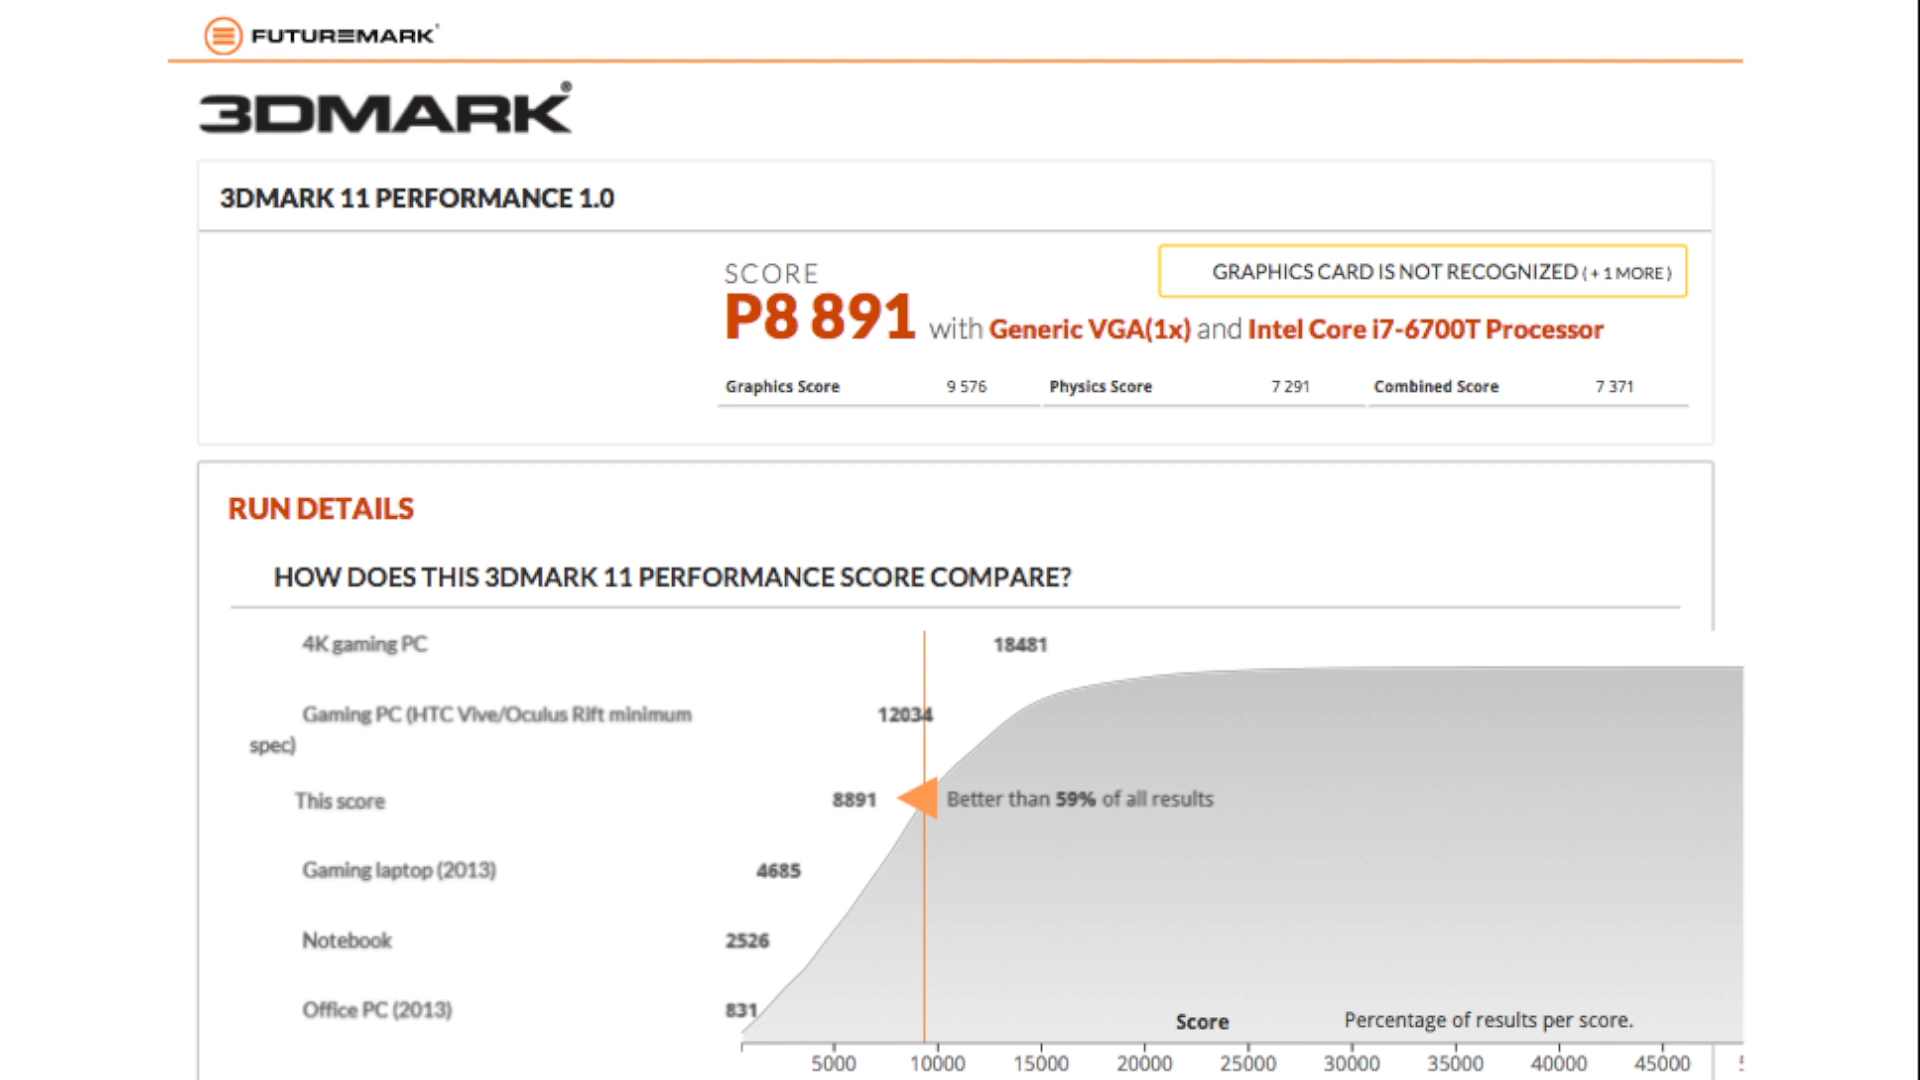 FUTUREMARK
3DMARK®
3DMARK 11 PERFORMANCE 1.0
SCORE
GRAPHICS CARD IS NOT RECOGNIZED ( + 1 MORE )
P8 891 with Generic VGA(1x) and Intel Core i7-6700T Processor
Graphics Score 9 576 Physics Score 7 291 Combined Score 7 371
RUN DETAILS
HOW DOES THIS 3DMARK 11 PERFORMANCE SCORE COMPARE?
4K gaming PC 18481
Gaming PC (HTC Vive/Oculus Rift minimum 12034
spec)
This score 8891 Better than 59% of all results
Gaming laptop (2013) 4685
Notebook 2526
Office PC (2013) 831
Score Percentage of results per score.
5000 10000 15000 20000 25000 30000 35000 40000 45000